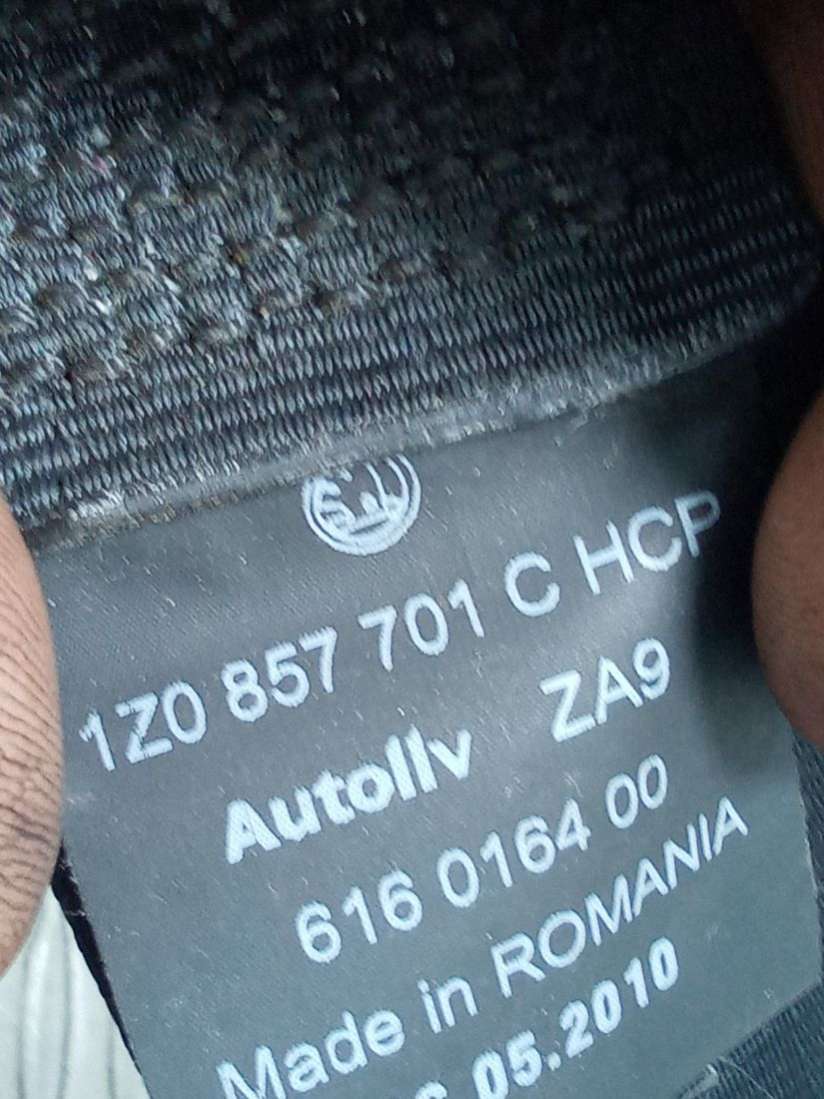 1Z0 857 701 C HCP
Autoliv ZA9
616 0164 00
Made in ROMANIA
05.2010